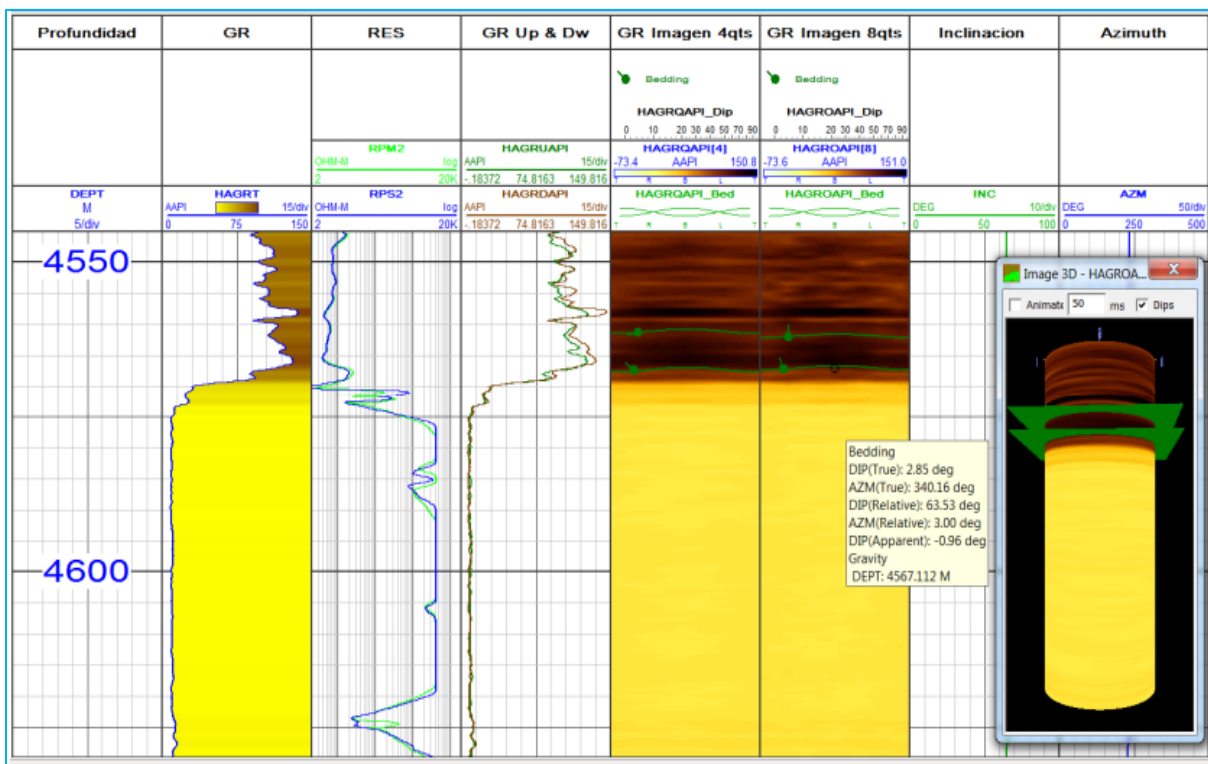 Profundidad GR RES GR Up & Dw GR Imagen 4qts GR Imagen 8qts Inclinacion Azimuth
Bedding Bedding
HAGRQAPI_Dip HAGROAPI_Dip
0 10 20 30 50 70 90 0 10 20 30 50 70 90
RPM2 HAGRUAPI HAGRQAPI[4] HAGROAPI[8]
OHM-M log AAPI 15/div -73.4 AAPI 150.8 -73.6 AAPI 151.0
2 20K -.18372 74.8163 149.816 T R B L T T R B L T
DEPT HAGRT RPS2 HAGRDAPI HAGRQAPI_Bed HAGROAPI_Bed INC AZM
M AAPI 15/div OHM-M log AAPI 15/div DEG 10/div DEG 50/div
5/div 0 75 150 2 20K -.18372 74.8163 149.816 T R B L T T R B L T 0 50 100 0 250 500
4550
Image 3D - HAGROA... X
Animate 50 ms Dips
Bedding
DIP(True): 2.85 deg
AZM(True): 340.16 deg
DIP(Relative): 63.53 deg
AZM(Relative): 3.00 deg
DIP(Apparent): -0.96 deg
Gravity
DEPT: 4567.112 M
4600